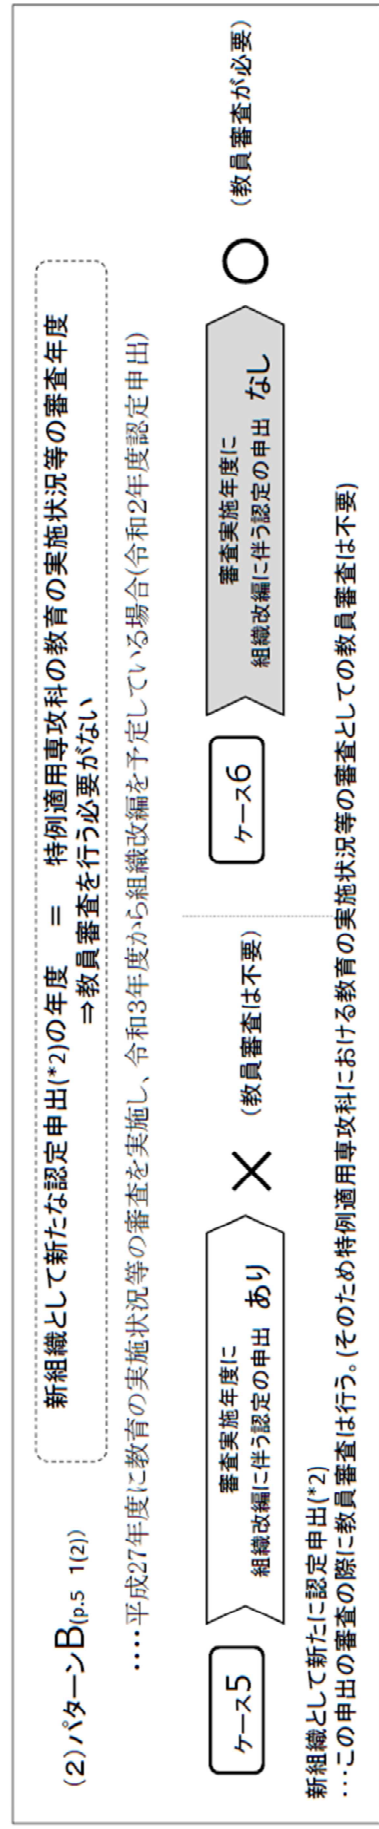 (2)パターンB(p.5 1(2))
新組織として新たな認定申出(*2)の年度 = 特例適用専攻科の教育の実施状況等の審査年度
⇒教員審査を行う必要がない
‥‥平成27年度に教育の実施状況等の審査を実施し、令和3年度から組織改編を予定している場合(令和2年度認定申出)
ケース5
審査実施年度に
組織改編に伴う認定の申出 あり
× (教員審査は不要)
ケース6
審査実施年度に
組織改編に伴う認定の申出 なし
○ (教員審査が必要)
新組織として新たに認定申出(*2)
‥‥この申出の審査の際に教員審査は行う。(そのため特例適用専攻科における教育の実施状況等の審査としての教員審査は不要)